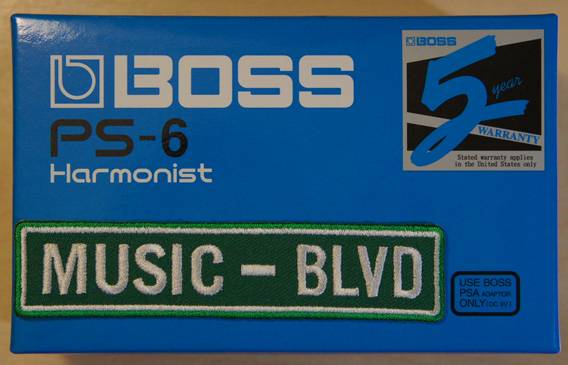 BOSS
PS-6
Harmonist
BOSS
5 year
WARRANTY
Stated warranty applies
in the United States only
MUSIC - BLVD
USE BOSS
PSA ADAPTOR
ONLY (DC 9V)